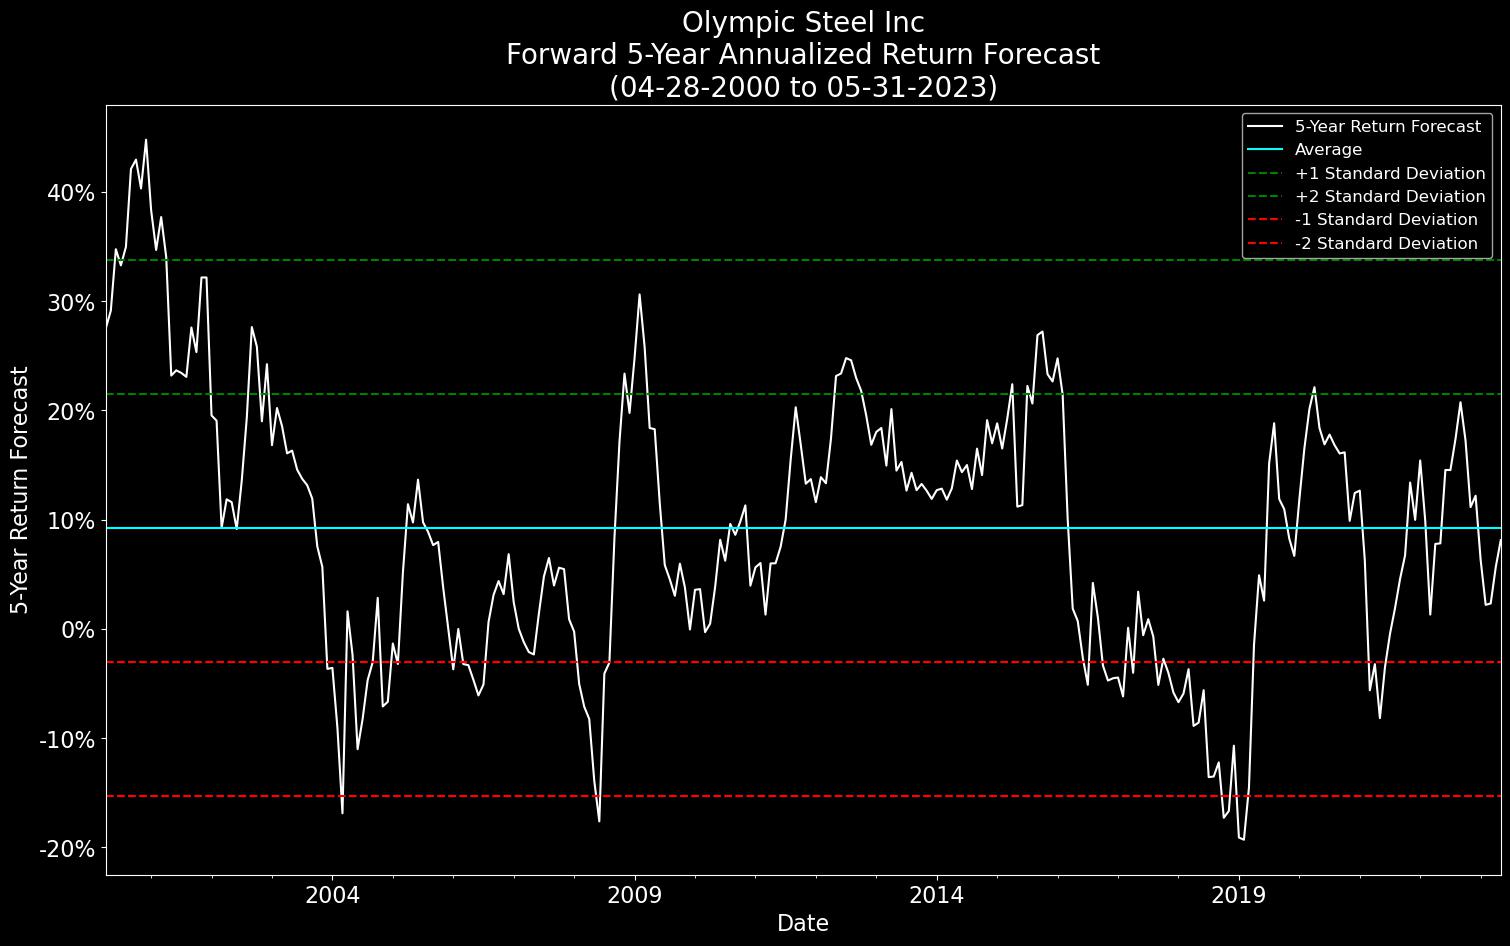 Olympic Steel Inc
Forward 5-Year Annualized Return Forecast
(04-28-2000 to 05-31-2023)
5-Year Return Forecast
Average
+1 Standard Deviation
+2 Standard Deviation
-1 Standard Deviation
-2 Standard Deviation
40%
30%
20%
10%
0%
-10%
-20%
5-Year Return Forecast
2004 2009 2014 2019
Date